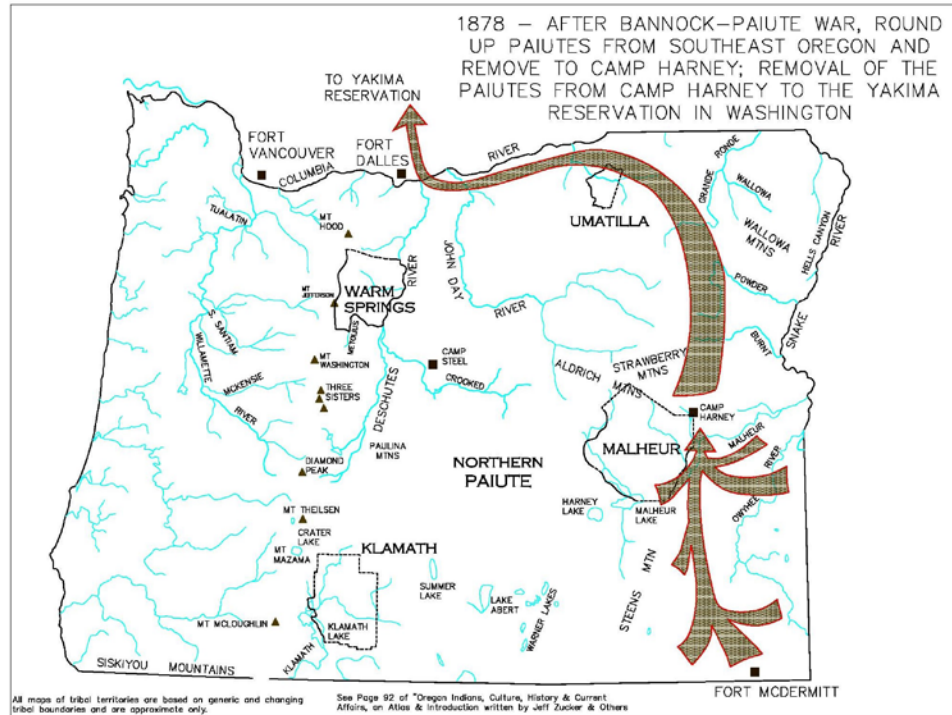 1878 – AFTER BANNOCK–PAIUTE WAR, ROUND
UP PAIUTES FROM SOUTHEAST OREGON AND
REMOVE TO CAMP HARNEY; REMOVAL OF THE
PAIUTES FROM CAMP HARNEY TO THE YAKIMA
RESERVATION IN WASHINGTON
TO YAKIMA
RESERVATION
FORT
VANCOUVER
FORT
DALLES
COLUMBIA
RIVER
GRANDE
RONDE
WALLOWA
WALLOWA
MTNS
HELLS CANYON
RIVER
SNAKE
UMATILLA
TUALATIN
MT
HOOD
RIVER
JOHN DAY
RIVER
POWDER
BURNT
MT
JEFFERSON
WARM
SPRINGS
METOLIUS
S. SANTIAM
WILLAMETTE
MCKENSIE
RIVER
MT
WASHINGTON
THREE
SISTERS
DESCHUTES
CAMP
STEEL
CROOKED
ALDRICH
MTNS
STRAWBERRY
MTNS
CAMP
HARNEY
MALHEUR
MALHEUR
RIVER
OWYHEE
PAULINA
MTNS
DIAMOND
PEAK
NORTHERN
PAIUTE
HARNEY
LAKE
MALHEUR
LAKE
MT THEILSEN
CRATER
LAKE
MT
MAZAMA
KLAMATH
SUMMER
LAKE
LAKE
ABERT
WARNER LAKES
STEENS
MTN
MT MCLOUGHLIN
KLAMATH
LAKE
KLAMATH
SISKIYOU MOUNTAINS
FORT MCDERMITT
All maps of tribal territories are based on generic and changing
tribal boundaries and are approximate only.
See Page 92 of "Oregon Indians, Culture, History & Current
Affairs, an Atlas & Introduction written by Jeff Zucker & Others